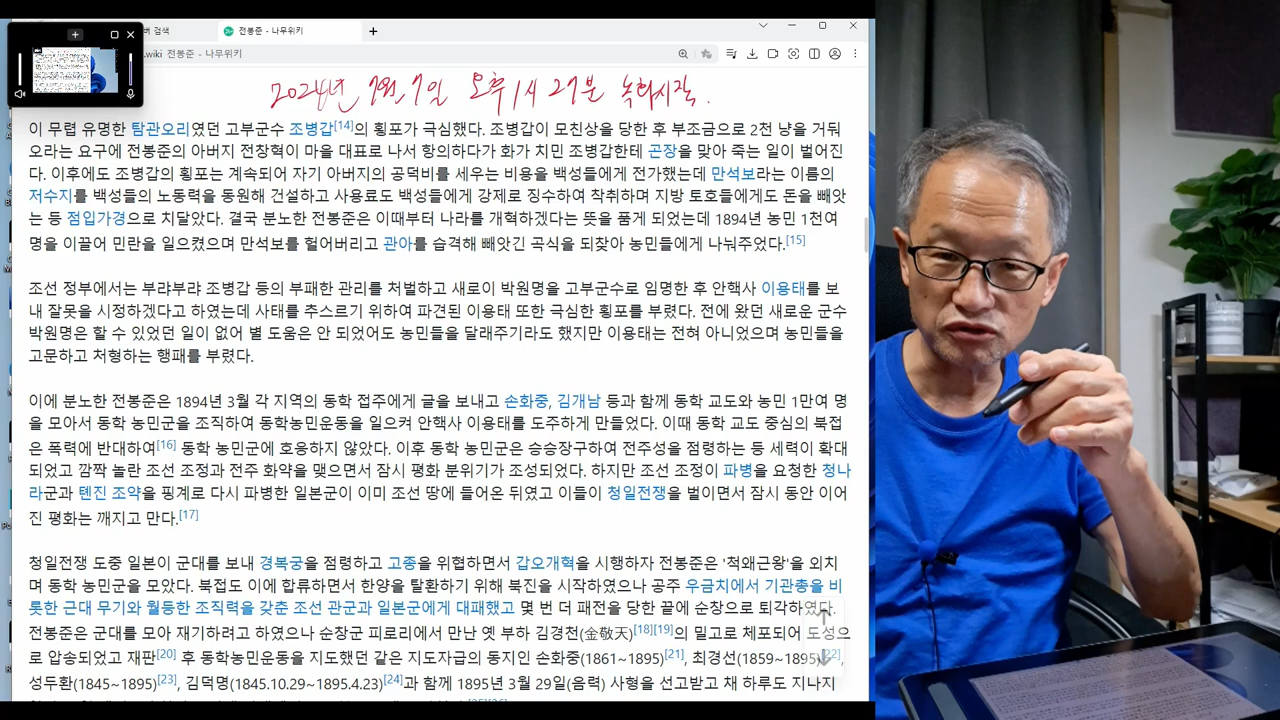 버 검색
전봉준 - 나무위키
.wiki 전봉준 - 나무위키
2024년 7월 7일 오후 1시 27분 녹화시작.
이 무렵 유명한 탐관오리였던 고부군수 조병갑[14]의 횡포가 극심했다. 조병갑이 모친상을 당한 후 부조금으로 2천 냥을 거둬
오라는 요구에 전봉준의 아버지 전창혁이 마을 대표로 나서 항의하다가 화가 치민 조병갑한테 곤장을 맞아 죽는 일이 벌어진
다. 이후에도 조병갑의 횡포는 계속되어 자기 아버지의 공덕비를 세우는 비용을 백성들에게 전가했는데 만석보라는 이름의
저수지를 백성들의 노동력을 동원해 건설하고 사용료도 백성들에게 강제로 징수하여 착취하며 지방 토호들에게도 돈을 빼앗
는 등 점입가경으로 치달았다. 결국 분노한 전봉준은 이때부터 나라를 개혁하겠다는 뜻을 품게 되었는데 1894년 농민 1천여
명을 이끌어 민란을 일으켰으며 만석보를 헐어버리고 관아를 습격해 빼앗긴 곡식을 되찾아 농민들에게 나눠주었다.[15]
조선 정부에서는 부랴부랴 조병갑 등의 부패한 관리를 처벌하고 새로이 박원명을 고부군수로 임명한 후 안핵사 이용태를 보
내 잘못을 시정하겠다고 하였는데 사태를 추스르기 위하여 파견된 이용태 또한 극심한 횡포를 부렸다. 전에 왔던 새로운 군수
박원명은 할 수 있었던 일이 없어 별 도움은 안 되었어도 농민들을 달래주기라도 했지만 이용태는 전혀 아니었으며 농민들을
고문하고 처형하는 행패를 부렸다.
이에 분노한 전봉준은 1894년 3월 각 지역의 동학 접주에게 글을 보내고 손화중, 김개남 등과 함께 동학 교도와 농민 1만여 명
을 모아서 동학 농민군을 조직하여 동학농민운동을 일으켜 안핵사 이용태를 도주하게 만들었다. 이때 동학 교도 중심의 북접
은 폭력에 반대하여[16] 동학 농민군에 호응하지 않았다. 이후 동학 농민군은 승승장구하여 전주성을 점령하는 등 세력이 확대
되었고 깜짝 놀란 조선 조정과 전주 화약을 맺으면서 잠시 평화 분위기가 조성되었다. 하지만 조선 조정이 파병을 요청한 청나
라군과 톈진 조약을 핑계로 다시 파병한 일본군이 이미 조선 땅에 들어온 뒤였고 이들이 청일전쟁을 벌이면서 잠시 동안 이어
진 평화는 깨지고 만다.[17]
청일전쟁 도중 일본이 군대를 보내 경복궁을 점령하고 고종을 위협하면서 갑오개혁을 시행하자 전봉준은 '척왜근왕'을 외치
며 동학 농민군을 모았다. 북접도 이에 합류하면서 한양을 탈환하기 위해 북진을 시작하였으나 공주 우금치에서 기관총을 비
롯한 근대 무기와 월등한 조직력을 갖춘 조선 관군과 일본군에게 대패했고 몇 번 더 패전을 당한 끝에 순창으로 퇴각하였다.
전봉준은 군대를 모아 재기하려고 하였으나 순창군 피로리에서 만난 옛 부하 김경천(金敬天)[18][19]의 밀고로 체포되어 도성으
로 압송되었고 재판[20] 후 동학농민운동을 지도했던 같은 지도자급의 동지인 손화중(1861~1895)[21], 최경선(1859~1895)[22],
성두환(1845~1895)[23], 김덕명(1845.10.29~1895.4.23)[24]과 함께 1895년 3월 29일(음력) 사형을 선고받고 채 하루도 지나지